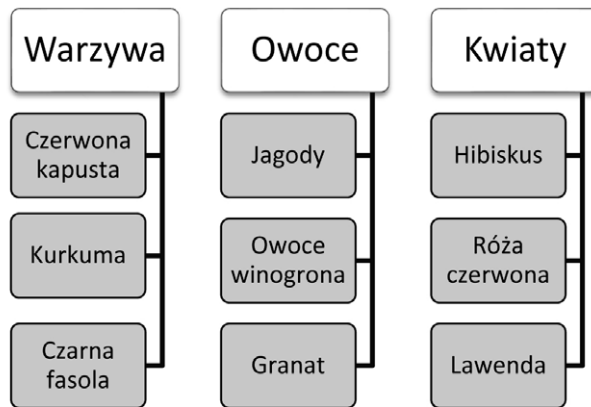 Warzywa
Czerwona
kapusta
Kurkuma
Czarna
fasola
Owoce
Jagody
Owoce
winogrona
Granat
Kwiaty
Hibiskus
Róża
czerwona
Lawenda